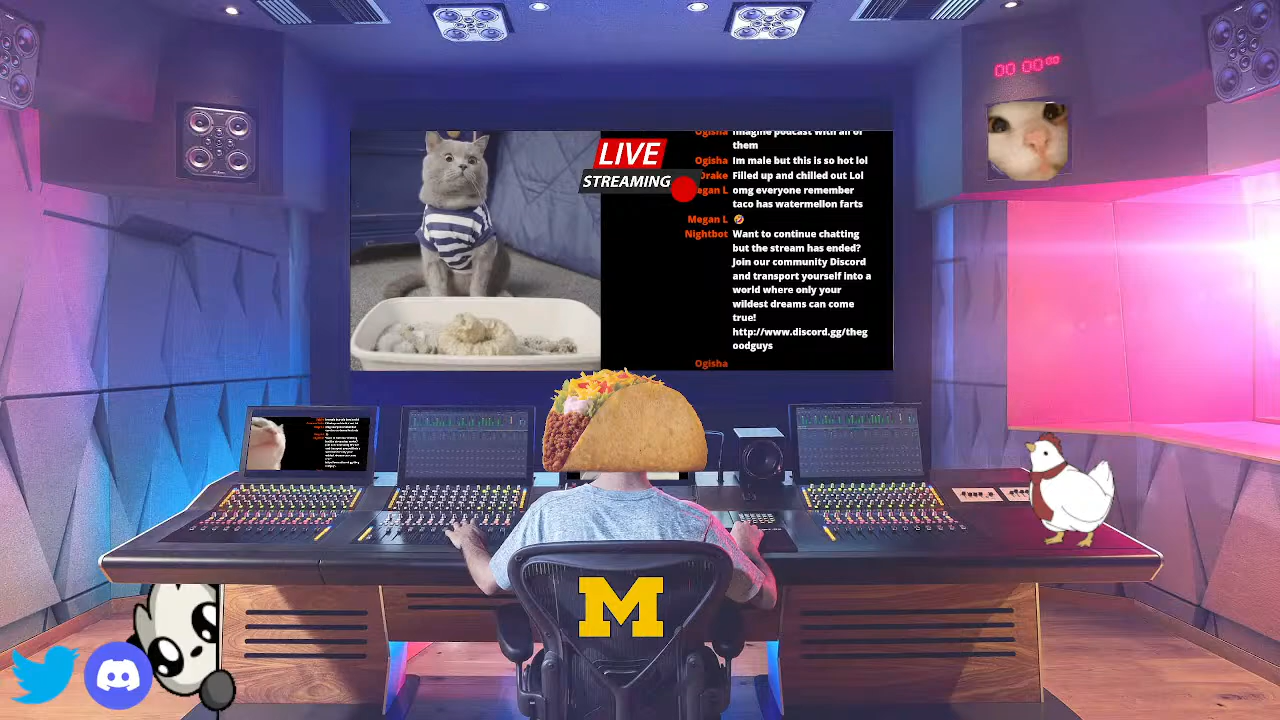 00 00 00
LIVE
STREAMING
Ogisha imagine podcast with all of
them
Ogisha Im male but this is so hot lol
Drake Filled up and chilled out Lol
egan L omg everyone remember
taco has watermellon farts
Megan L 🤣
Nightbot Want to continue chatting
but the stream has ended?
Join our community Discord
and transport yourself into a
world where only your
wildest dreams can come
true!
http://www.discord.gg/theg
oodguys
Ogisha
M